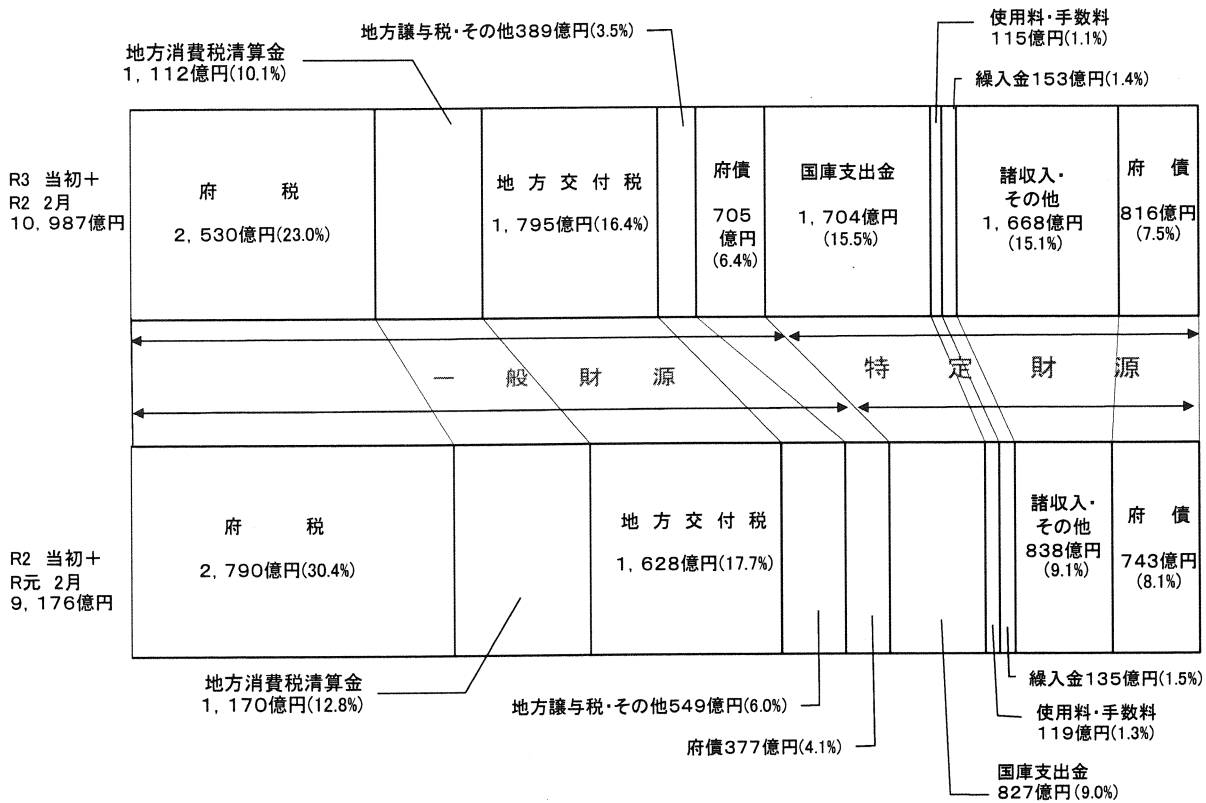 地方譲与税・その他389億円(3.5%)
使用料・手数料
115億円(1.1%)
地方消費税清算金
1,112億円(10.1%)
繰入金153億円(1.4%)
R3 当初＋
R2 2月
10,987億円
府 税
2,530億円(23.0%)
地方交付税
1,795億円(16.4%)
府債
705
億円
(6.4%)
国庫支出金
1,704億円
(15.5%)
諸収入・
その他
1,668億円
(15.1%)
府 債
816億円
(7.5%)
一 般 財 源
特 定 財 源
R2 当初＋
R元 2月
9,176億円
府 税
2,790億円(30.4%)
地方交付税
1,628億円(17.7%)
諸収入・
その他
838億円
(9.1%)
府 債
743億円
(8.1%)
地方消費税清算金
1,170億円(12.8%)
地方譲与税・その他549億円(6.0%)
府債377億円(4.1%)
繰入金135億円(1.5%)
使用料・手数料
119億円(1.3%)
国庫支出金
827億円(9.0%)